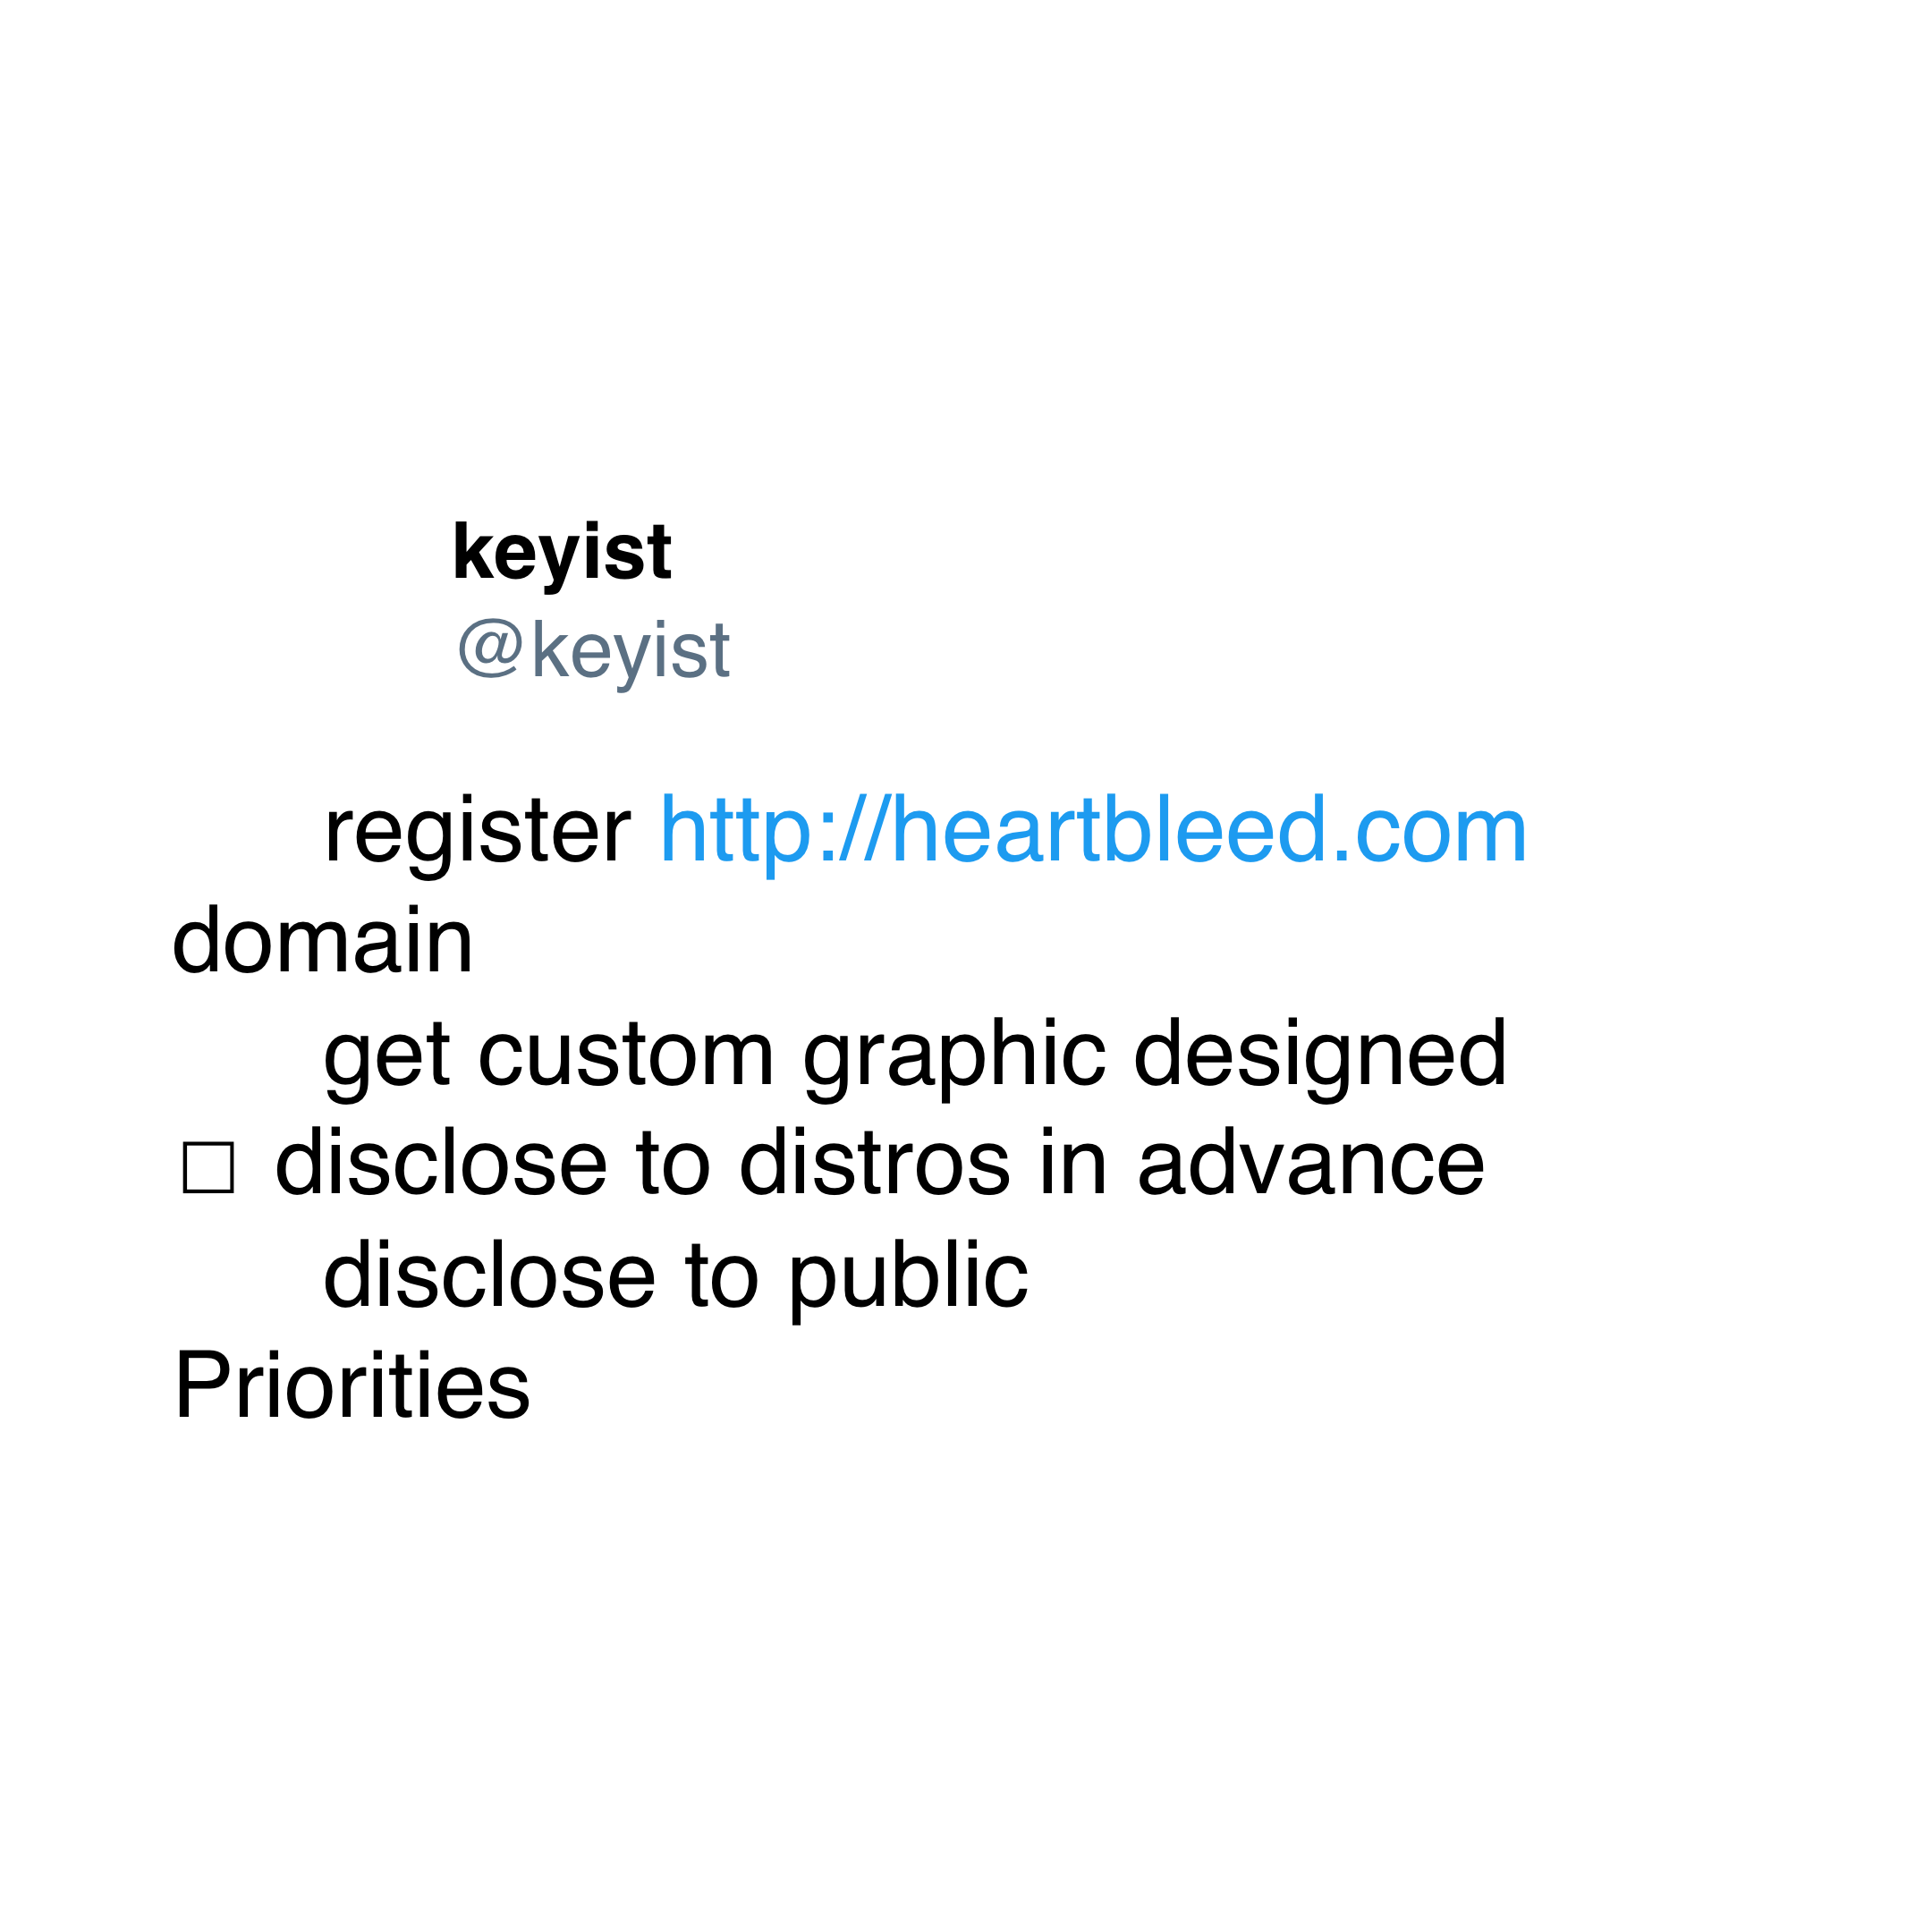 keyist
@keyist
register http://heartbleed.com
domain
get custom graphic designed
☐ disclose to distros in advance
disclose to public
Priorities